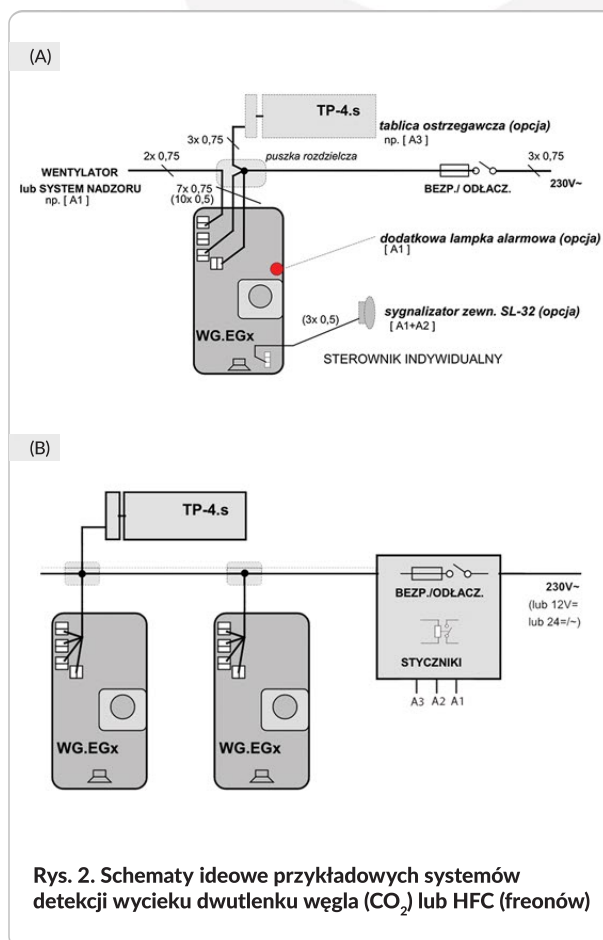 (A)
TP-4.s
tablica ostrzegawcza (opcja)
np. [ A3 ]
3x 0,75
puszka rozdzielcza
2x 0,75
3x 0,75
WENTYLATOR
lub SYSTEM NADZORU
np. [ A1 ]
7x 0,75
(10x 0,5)
BEZP./ ODŁACZ.
230V~
dodatkowa lampka alarmowa (opcja)
[ A1 ]
(3x 0,5)
sygnalizator zewn. SL-32 (opcja)
[ A1+A2 ]
WG.EGx
STEROWNIK INDYWIDUALNY
(B)
TP-4.s
BEZP./ODŁACZ.
230V~
(lub 12V=
lub 24=/~)
STYCZNIKI
A3 A2 A1
WG.EGx
WG.EGx
Rys. 2. Schematy ideowe przykładowych systemów
detekcji wycieku dwutlenku węgla (CO₂) lub HFC (freonów)